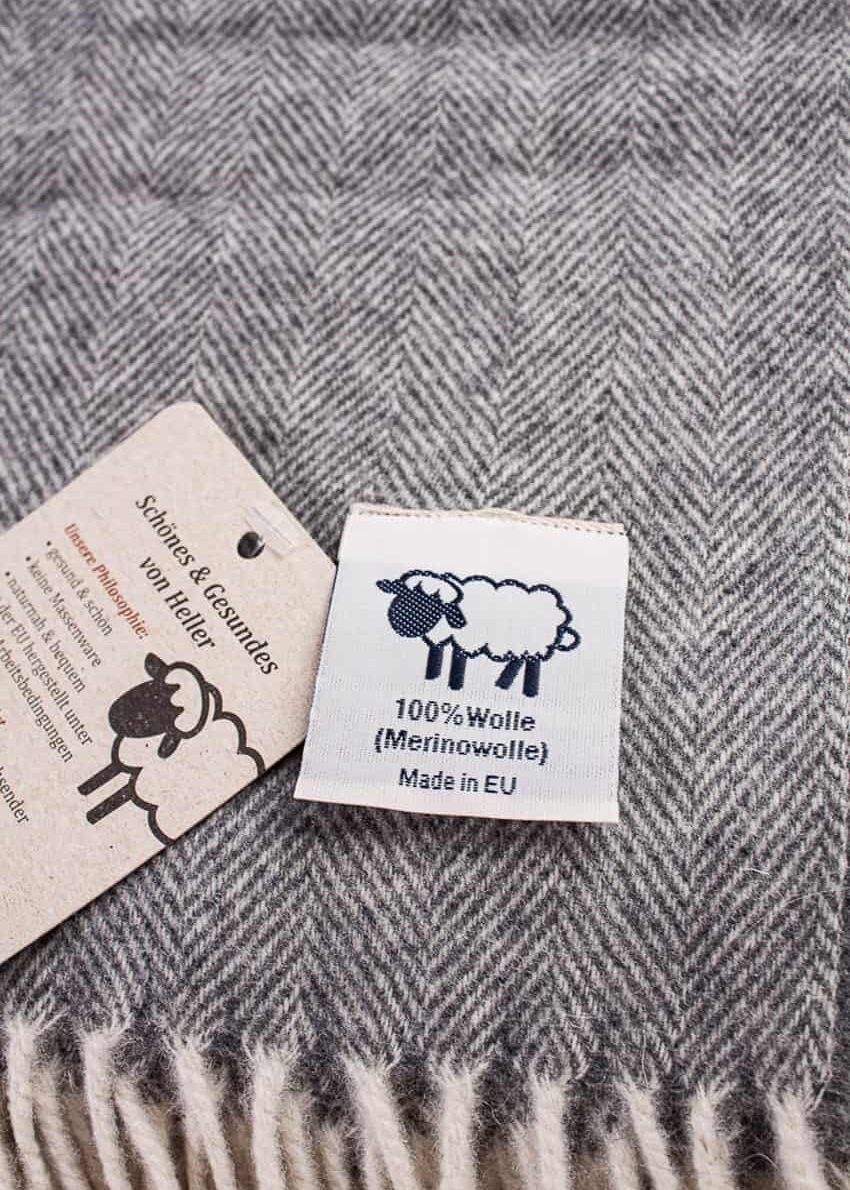 Schönes & Gesundes
von Heller
Unsere Philosophie:
• gesund & schön
• keine Massenware
• naturnah & bequem
der EU hergestellt unter
Arbeitsbedingungen
100% Wolle
(Merinowolle)
Made in EU